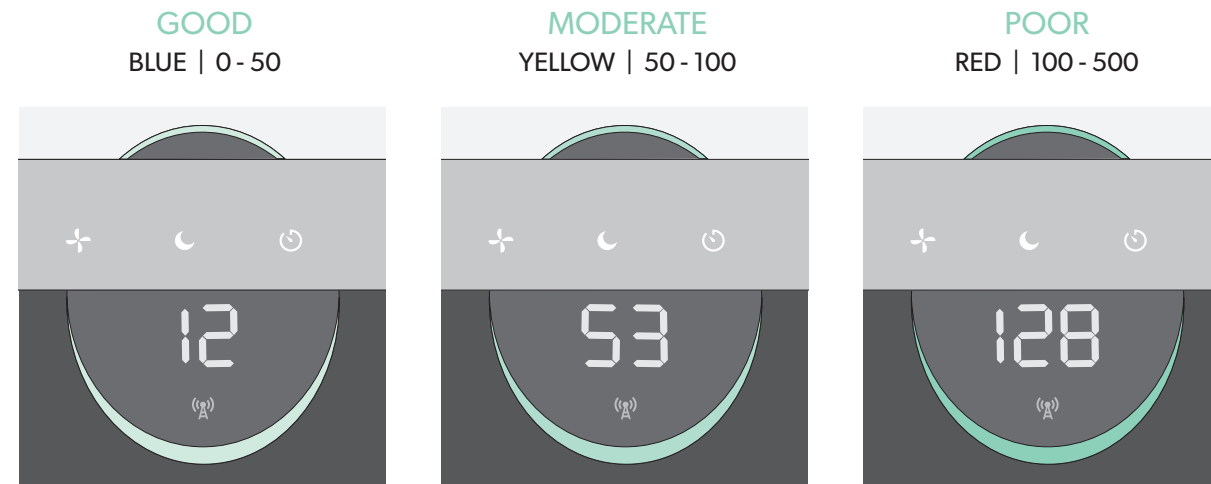 GOOD
BLUE | 0 - 50
12
MODERATE
YELLOW | 50 - 100
53
POOR
RED | 100 - 500
128